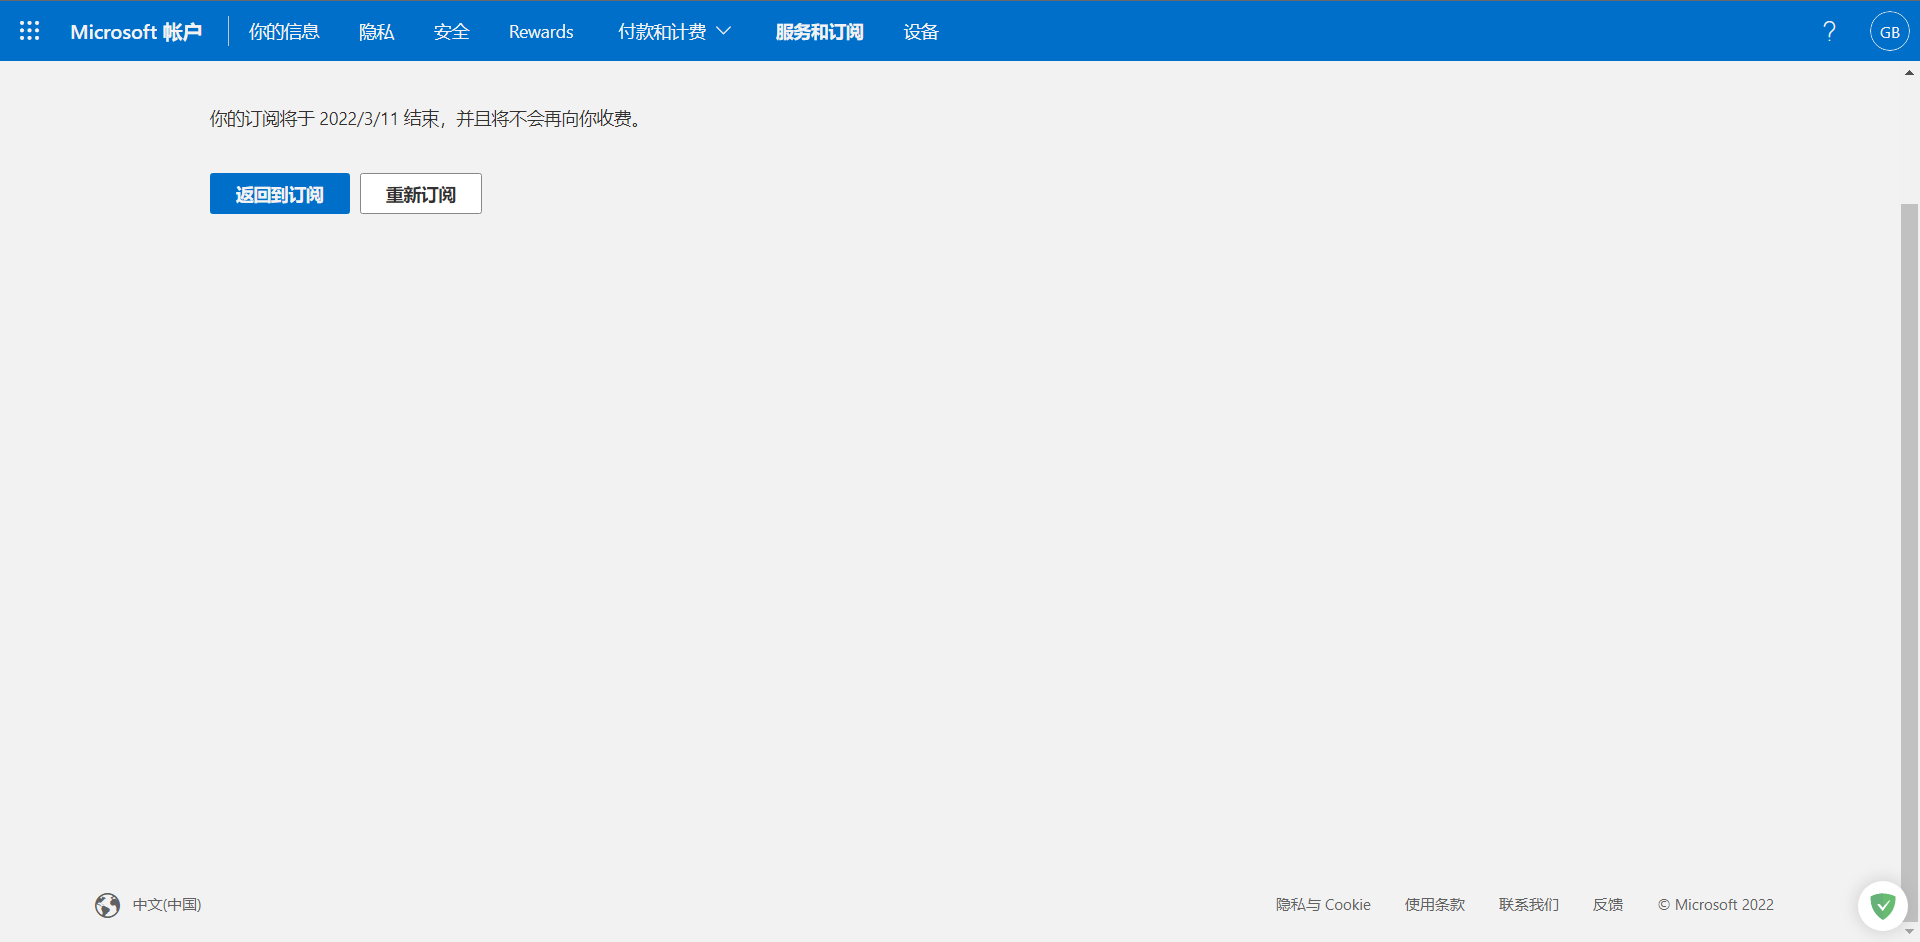 Microsoft 帐户
你的信息
隐私
安全
Rewards
付款和计费
服务和订阅
设备
?
GB
你的订阅将于 2022/3/11 结束，并且将不会再向你收费。
返回到订阅
重新订阅
中文(中国)
隐私与 Cookie
使用条款
联系我们
反馈
© Microsoft 2022